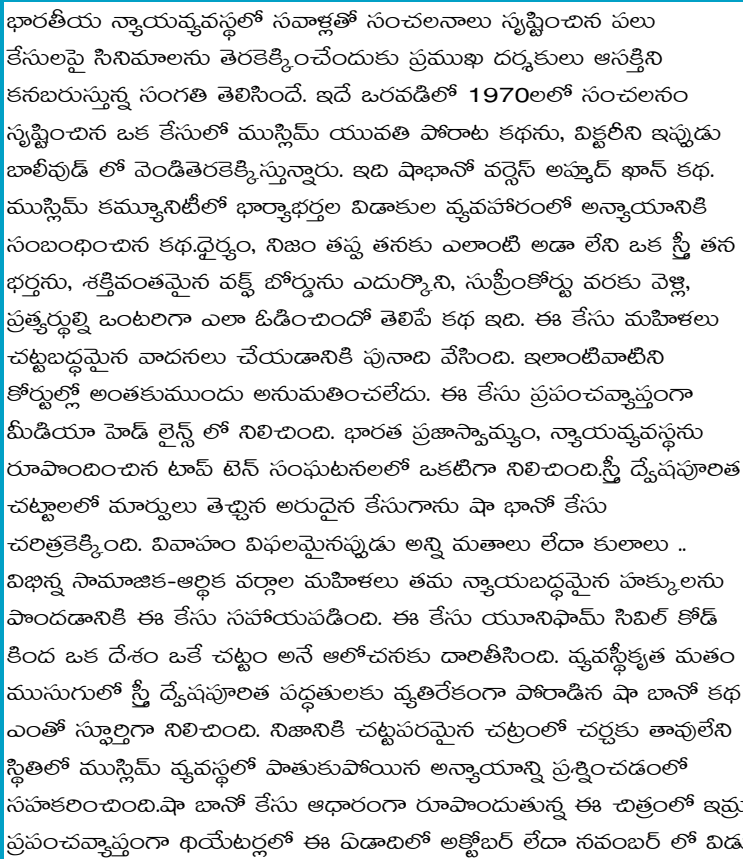 భారతీయ న్యాయవ్యవస్థలో సవాళ్లతో సంచలనాలు సృష్టించిన పలు
కేసులపై సినిమాలను తెరకెక్కించేందుకు ప్రముఖ దర్శకులు ఆసక్తిని
కనబరుస్తున్న సంగతి తెలిసిందే. ఇదే ఒరవడిలో 1970లలో సంచలనం
సృష్టించిన ఒక కేసులో ముస్లిమ్ యువతి పోరాట కథను, విక్టరీని ఇప్పుడు
బాలీవుడ్ లో వెండితెరకెక్కిస్తున్నారు. ఇది షాభానో వర్సెస్ అహ్మద్ ఖాన్ కథ.
ముస్లిమ్ కమ్యూనిటీలో భార్యాభర్తల విడాకుల వ్యవహారంలో అన్యాయానికి
సంబంధించిన కథ.ధైర్యం, నిజం తప్ప తనకు ఎలాంటి అడా లేని ఒక స్త్రీ తన
భర్తను, శక్తివంతమైన వక్ఫ్ బోర్డును ఎదుర్కొని, సుప్రీంకోర్టు వరకు వెళ్లి,
ప్రత్యర్థుల్ని ఒంటరిగా ఎలా ఓడించిందో తెలిపే కథ ఇది. ఈ కేసు మహిళలు
చట్టబద్ధమైన వాదనలు చేయడానికి పునాది వేసింది. ఇలాంటివాటిని
కోర్టుల్లో అంతకుముందు అనుమతించలేదు. ఈ కేసు ప్రపంచవ్యాప్తంగా
మీడియా హెడ్ లైన్స్ లో నిలిచింది. భారత ప్రజాస్వామ్యం, న్యాయవ్యవస్థను
రూపొందించిన టాప్ టెన్ సంఘటనలలో ఒకటిగా నిలిచింది.స్త్రీ ద్వేషపూరిత
చట్టాలలో మార్పులు తెచ్చిన అరుదైన కేసుగాను షా భానో కేసు
చరిత్రకెక్కింది. వివాహం విఫలమైనప్పుడు అన్ని మతాలు లేదా కులాలు ..
విభిన్న సామాజిక-ఆర్థిక వర్గాల మహిళలు తమ న్యాయబద్ధమైన హక్కులను
పొందడానికి ఈ కేసు సహాయపడింది. ఈ కేసు యూనిఫామ్ సివిల్ కోడ్
కింద ఒక దేశం ఒకే చట్టం అనే ఆలోచనకు దారితీసింది. వ్యవస్థీకృత మతం
ముసుగులో స్త్రీ ద్వేషపూరిత పద్ధతులకు వ్యతిరేకంగా పోరాడిన షా బానో కథ
ఎంతో స్ఫూర్తిగా నిలిచింది. నిజానికి చట్టపరమైన చట్రంలో చర్చకు తావులేని
స్థితిలో ముస్లిమ్ వ్యవస్థలో పాతుకుపోయిన అన్యాయాన్ని ప్రశ్నించడంలో
సహకరించింది.షా బానో కేసు ఆధారంగా రూపొందుతున్న ఈ చిత్రంలో
ప్రపంచవ్యాప్తంగా థియేటర్లలో ఈ ఏడాదిలో అక్టోబర్ లేదా నవంబర్ లో